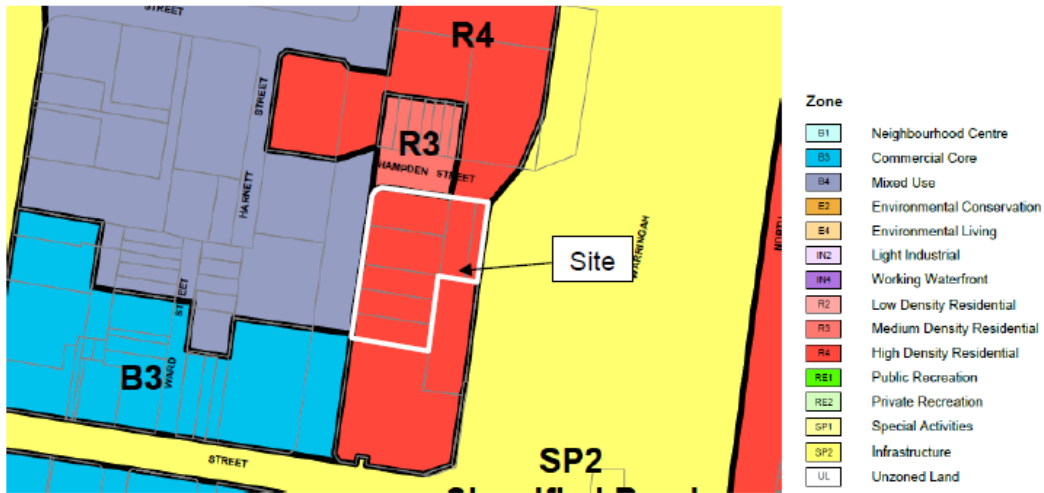 STREET
R4
STREET
R3
HAMPDEN STREET
HARNETT
WARRINGAH
Site
STREET
B3
WARD
STREET
SP2
Zone
B1 Neighbourhood Centre
B3 Commercial Core
B4 Mixed Use
E2 Environmental Conservation
E4 Environmental Living
IN2 Light Industrial
IN4 Working Waterfront
R2 Low Density Residential
R3 Medium Density Residential
R4 High Density Residential
RE1 Public Recreation
RE2 Private Recreation
SP1 Special Activities
SP2 Infrastructure
UL Unzoned Land